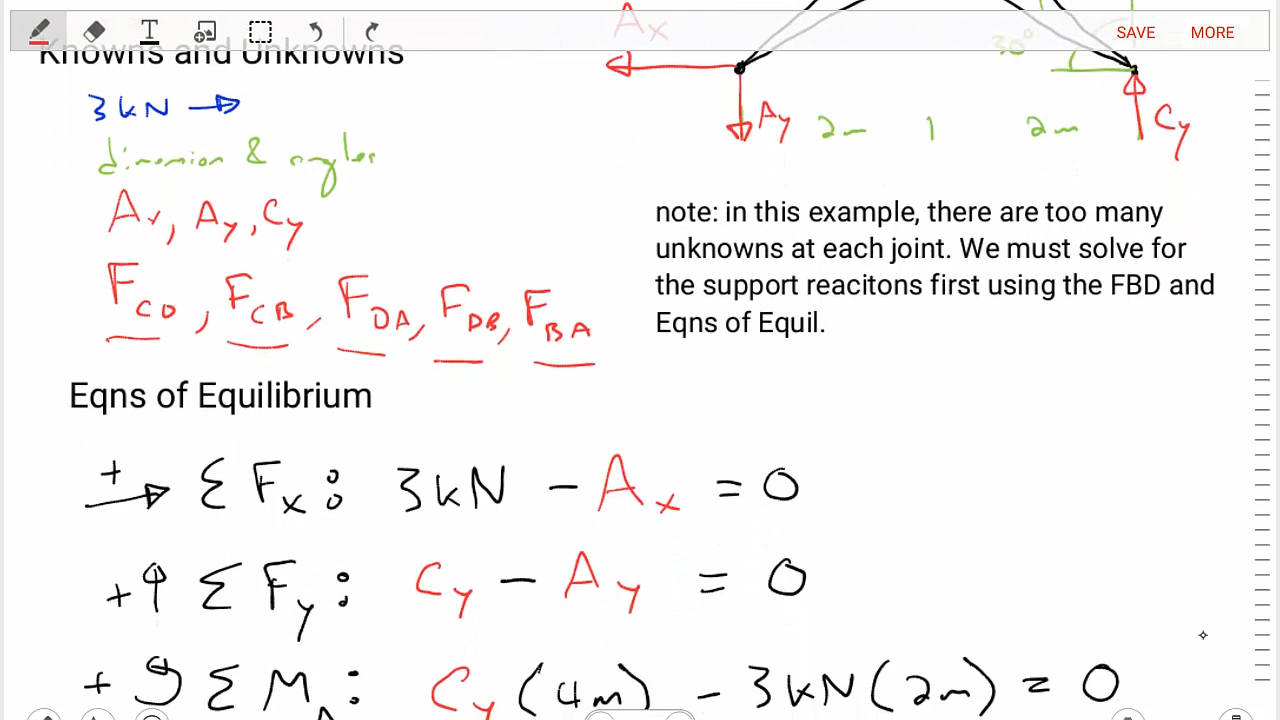 SAVE MORE
Knowns and Unknowns
Ax
30°
3 kN →
Ay 2m 1 2m Cy
dimension & angles
Ax, Ay, Cy
note: in this example, there are too many
unknowns at each joint. We must solve for
the support reacitons first using the FBD and
Eqns of Equil.
FCD, FCB, FDA, FDB, FBA
Eqns of Equilibrium
+→ ΣFx: 3kN - Ax = 0
+↑ ΣFy: Cy - Ay = 0
+↺ ΣMA: Cy (4m) - 3kN (2m) = 0